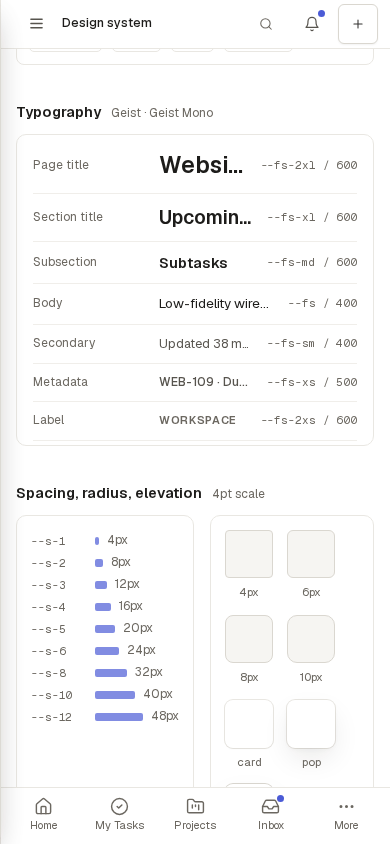 Design system
Typography Geist · Geist Mono
Page title Websi... --fs-2xl / 600
Section title Upcomin... --fs-xl / 600
Subsection Subtasks --fs-md / 600
Body Low-fidelity wire... --fs / 400
Secondary Updated 38 m... --fs-sm / 400
Metadata WEB-109 · Du... --fs-xs / 500
Label WORKSPACE --fs-2xs / 600
Spacing, radius, elevation 4pt scale
--s-1 4px
--s-2 8px
--s-3 12px
--s-4 16px
--s-5 20px
--s-6 24px
--s-8 32px
--s-10 40px
--s-12 48px
4px 6px
8px 10px
card pop
Home My Tasks Projects Inbox More